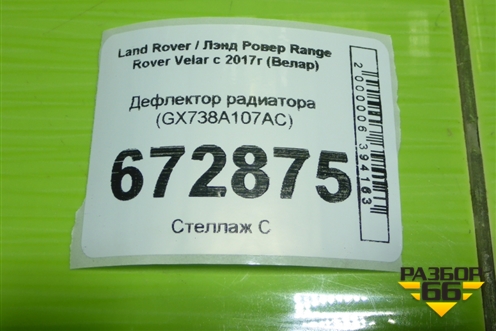 Land Rover / Лэнд Ровер Range
Rover Velar с 2017г (Велар)
Дефлектор радиатора
(GX738A107AC)
672875
Стеллаж С
2000006394163
РАЗБОР
66